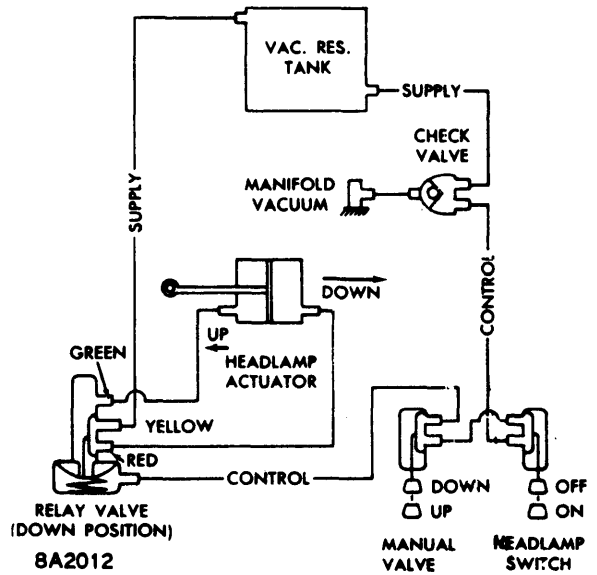 VAC. RES.
TANK
SUPPLY
CHECK
VALVE
MANIFOLD
VACUUM
SUPPLY
CONTROL
DOWN
UP
HEADLAMP
ACTUATOR
GREEN
YELLOW
RED
CONTROL
RELAY VALVE
(DOWN POSITION)
8A2012
DOWN
UP
MANUAL
VALVE
OFF
ON
HEADLAMP
SWITCH